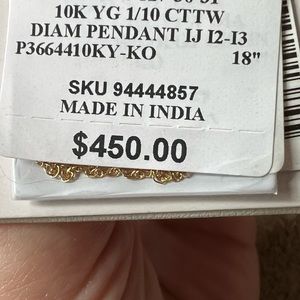 10K YG 1/10 CTTW
DIAM PENDANT IJ I2-I3
P3664410KY-KO 18"
SKU 94444857
MADE IN INDIA
$450.00